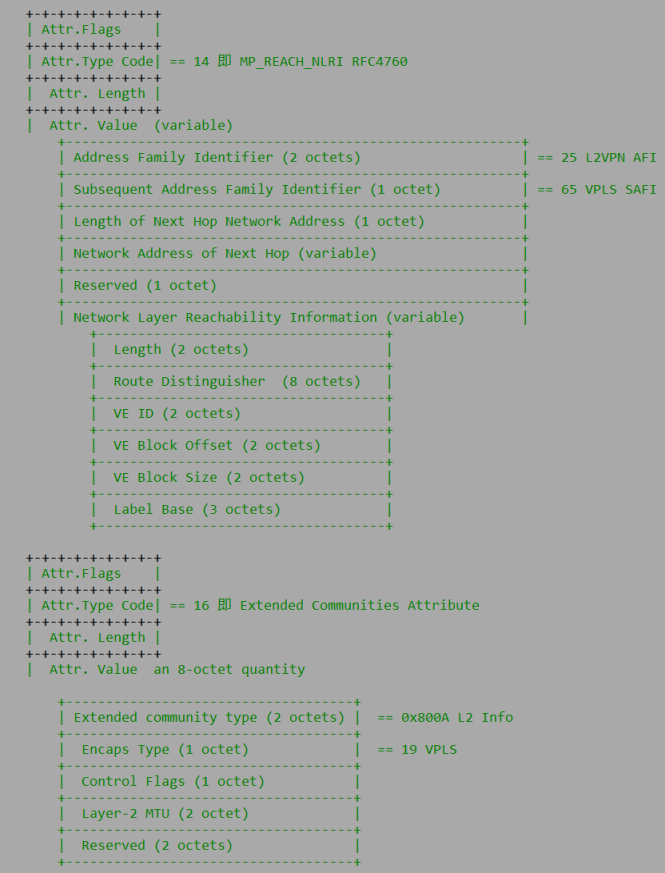 +-+-+-+-+-+-+-+-+
| Attr.Flags    |
+-+-+-+-+-+-+-+-+
| Attr.Type Code| == 14 即 MP_REACH_NLRI RFC4760
+-+-+-+-+-+-+-+-+
|  Attr. Length |
+-+-+-+-+-+-+-+-+
|  Attr. Value  (variable)
    +---------------------------------------------------------+
    | Address Family Identifier (2 octets)                    | == 25 L2VPN AFI
    +---------------------------------------------------------+
    | Subsequent Address Family Identifier (1 octet)          | == 65 VPLS SAFI
    +---------------------------------------------------------+
    | Length of Next Hop Network Address (1 octet)            |
    +---------------------------------------------------------+
    | Network Address of Next Hop (variable)                  |
    +---------------------------------------------------------+
    | Reserved (1 octet)                                      |
    +---------------------------------------------------------+
    | Network Layer Reachability Information (variable)       |
        +------------------------------------+
        |  Length (2 octets)                 |
        +------------------------------------+
        |  Route Distinguisher  (8 octets)   |
        +------------------------------------+
        |  VE ID (2 octets)                  |
        +------------------------------------+
        |  VE Block Offset (2 octets)        |
        +------------------------------------+
        |  VE Block Size (2 octets)          |
        +------------------------------------+
        |  Label Base (3 octets)             |
        +------------------------------------+
+-+-+-+-+-+-+-+-+
| Attr.Flags    |
+-+-+-+-+-+-+-+-+
| Attr.Type Code| == 16 即 Extended Communities Attribute
+-+-+-+-+-+-+-+-+
|  Attr. Length |
+-+-+-+-+-+-+-+-+
|  Attr. Value  an 8-octet quantity
    +------------------------------------+
    | Extended community type (2 octets) |  == 0x800A L2 Info
    +------------------------------------+
    |  Encaps Type (1 octet)             |  == 19 VPLS
    +------------------------------------+
    |  Control Flags (1 octet)           |
    +------------------------------------+
    |  Layer-2 MTU (2 octet)             |
    +------------------------------------+
    |  Reserved (2 octets)               |
    +------------------------------------+